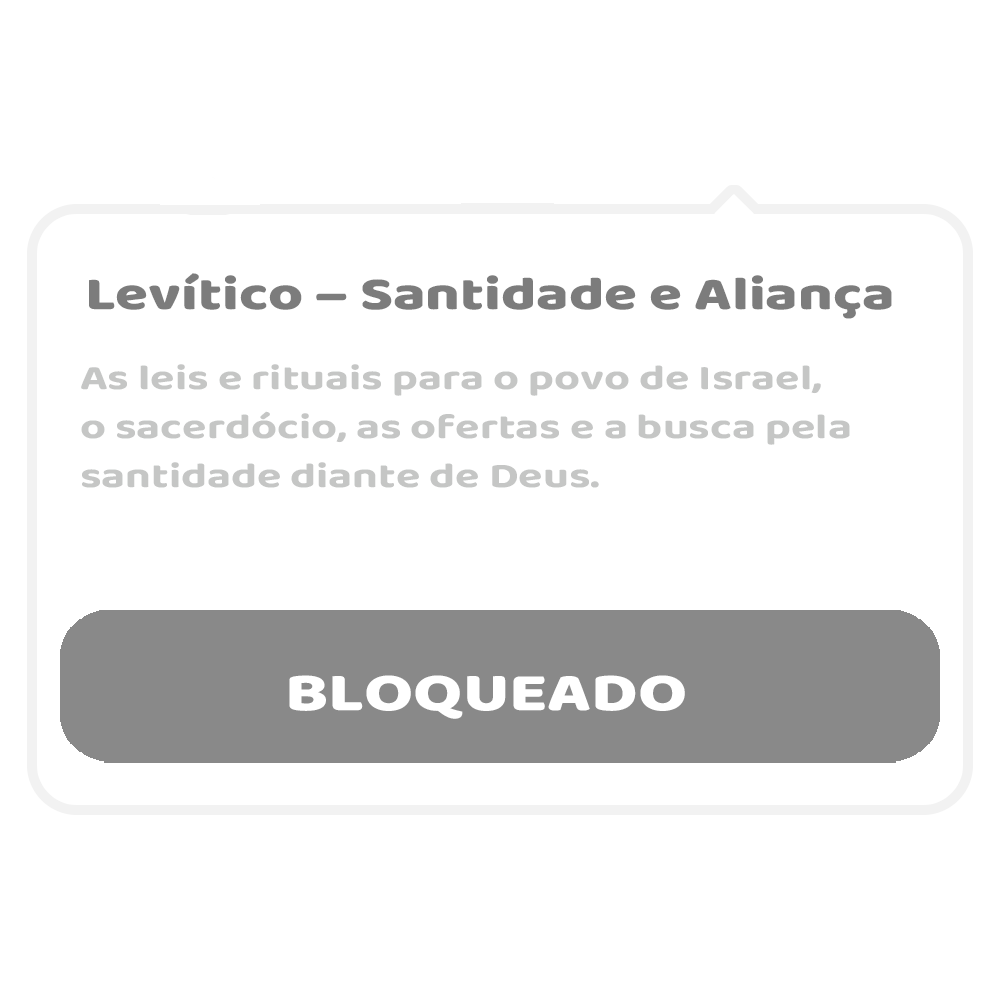 Levítico – Santidade e Aliança
As leis e rituais para o povo de Israel,
o sacerdócio, as ofertas e a busca pela
santidade diante de Deus.
BLOQUEADO